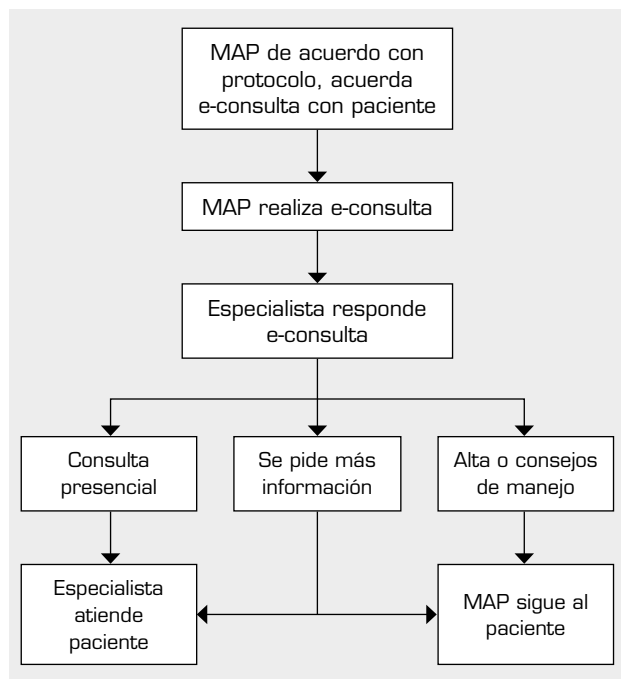 MAP de acuerdo con
protocolo, acuerda
e-consulta con paciente
MAP realiza e-consulta
Especialista responde
e-consulta
Consulta
presencial
Se pide más
información
Alta o consejos
de manejo
Especialista
atiende
paciente
MAP sigue al
paciente